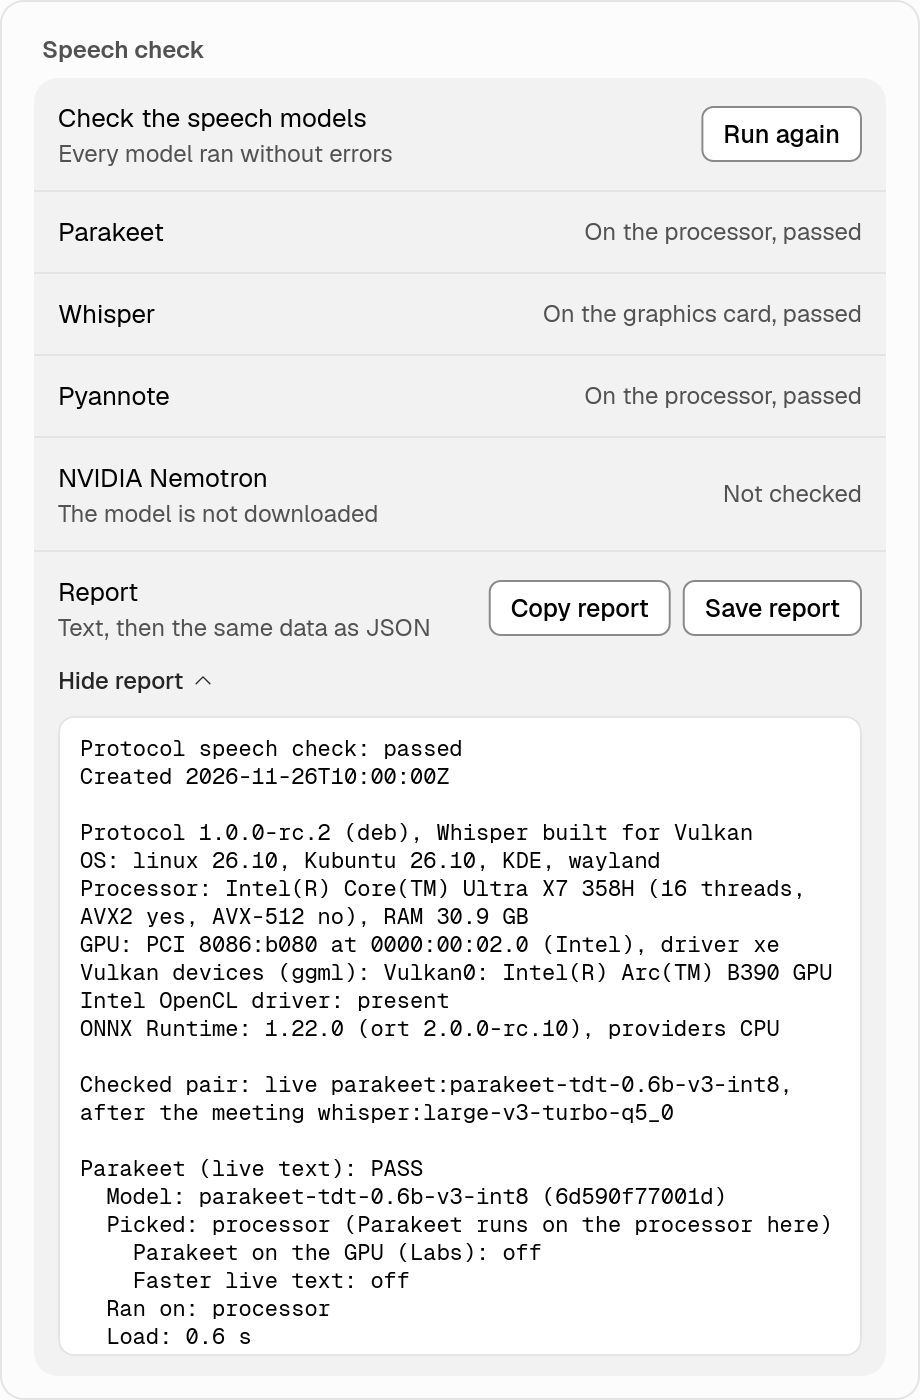 Speech check
Check the speech models
Every model ran without errors
Run again
Parakeet
On the processor, passed
Whisper
On the graphics card, passed
Pyannote
On the processor, passed
NVIDIA Nemotron
The model is not downloaded
Not checked
Report
Text, then the same data as JSON
Copy report
Save report
Hide report
Protocol speech check: passed
Created 2026-11-26T10:00:00Z
Protocol 1.0.0-rc.2 (deb), Whisper built for Vulkan
OS: linux 26.10, Kubuntu 26.10, KDE, wayland
Processor: Intel(R) Core(TM) Ultra X7 358H (16 threads,
AVX2 yes, AVX-512 no), RAM 30.9 GB
GPU: PCI 8086:b080 at 0000:00:02.0 (Intel), driver xe
Vulkan devices (ggml): Vulkan0: Intel(R) Arc(TM) B390 GPU
Intel OpenCL driver: present
ONNX Runtime: 1.22.0 (ort 2.0.0-rc.10), providers CPU
Checked pair: live parakeet:parakeet-tdt-0.6b-v3-int8,
after the meeting whisper:large-v3-turbo-q5_0
Parakeet (live text): PASS
Model: parakeet-tdt-0.6b-v3-int8 (6d590f77001d)
Picked: processor (Parakeet runs on the processor here)
Parakeet on the GPU (Labs): off
Faster live text: off
Ran on: processor
Load: 0.6 s